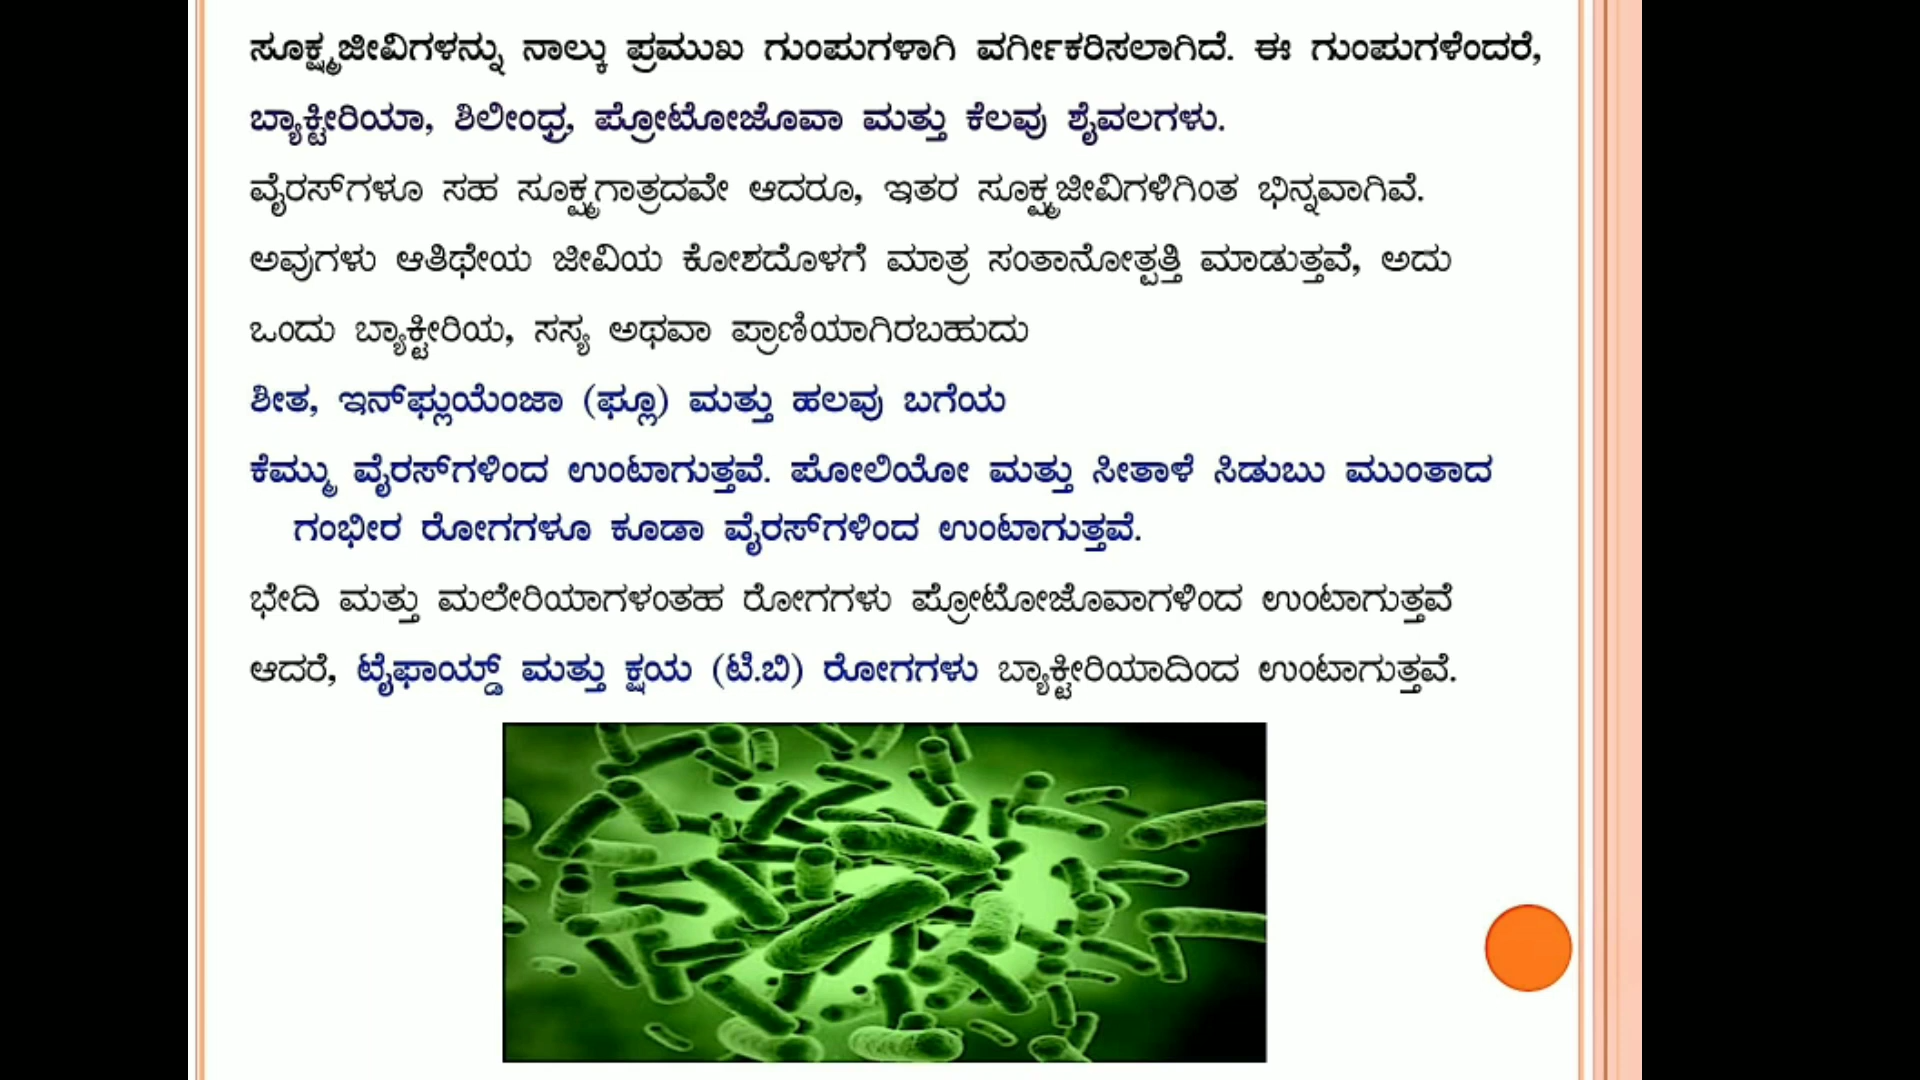 ಸೂಕ್ಷ್ಮಜೀವಿಗಳನ್ನು ನಾಲ್ಕು ಪ್ರಮುಖ ಗುಂಪುಗಳಾಗಿ ವರ್ಗೀಕರಿಸಲಾಗಿದೆ. ಈ ಗುಂಪುಗಳೆಂದರೆ,
ಬ್ಯಾಕ್ಟೀರಿಯಾ, ಶಿಲೀಂಧ್ರ, ಪ್ರೋಟೋಜೊವಾ ಮತ್ತು ಕೆಲವು ಶೈವಲಗಳು.
ವೈರಸ್‌ಗಳೂ ಸಹ ಸೂಕ್ಷ್ಮಗಾತ್ರದವೇ ಆದರೂ, ಇತರ ಸೂಕ್ಷ್ಮಜೀವಿಗಳಿಗಿಂತ ಭಿನ್ನವಾಗಿವೆ.
ಅವುಗಳು ಆತಿಥೇಯ ಜೀವಿಯ ಕೋಶದೊಳಗೆ ಮಾತ್ರ ಸಂತಾನೋತ್ಪತ್ತಿ ಮಾಡುತ್ತವೆ, ಅದು
ಒಂದು ಬ್ಯಾಕ್ಟೀರಿಯ, ಸಸ್ಯ ಅಥವಾ ಪ್ರಾಣಿಯಾಗಿರಬಹುದು
ಶೀತ, ಇನ್‌ಫ್ಲುಯೆಂಜಾ (ಫ್ಲೂ) ಮತ್ತು ಹಲವು ಬಗೆಯ
ಕೆಮ್ಮು ವೈರಸ್‌ಗಳಿಂದ ಉಂಟಾಗುತ್ತವೆ. ಪೋಲಿಯೋ ಮತ್ತು ಸೀತಾಳೆ ಸಿಡುಬು ಮುಂತಾದ
ಗಂಭೀರ ರೋಗಗಳೂ ಕೂಡಾ ವೈರಸ್‌ಗಳಿಂದ ಉಂಟಾಗುತ್ತವೆ.
ಭೇದಿ ಮತ್ತು ಮಲೇರಿಯಾಗಳಂತಹ ರೋಗಗಳು ಪ್ರೋಟೋಜೊವಾಗಳಿಂದ ಉಂಟಾಗುತ್ತವೆ
ಆದರೆ, ಟೈಫಾಯ್ಡ್ ಮತ್ತು ಕ್ಷಯ (ಟಿ.ಬಿ) ರೋಗಗಳು ಬ್ಯಾಕ್ಟೀರಿಯಾದಿಂದ ಉಂಟಾಗುತ್ತವೆ.